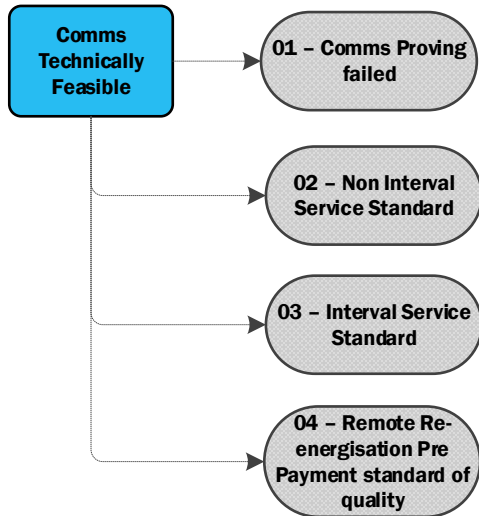 Comms
Technically
Feasible
01 – Comms Proving
failed
02 – Non Interval
Service Standard
03 – Interval Service
Standard
04 – Remote Re-
energisation Pre
Payment standard of
quality